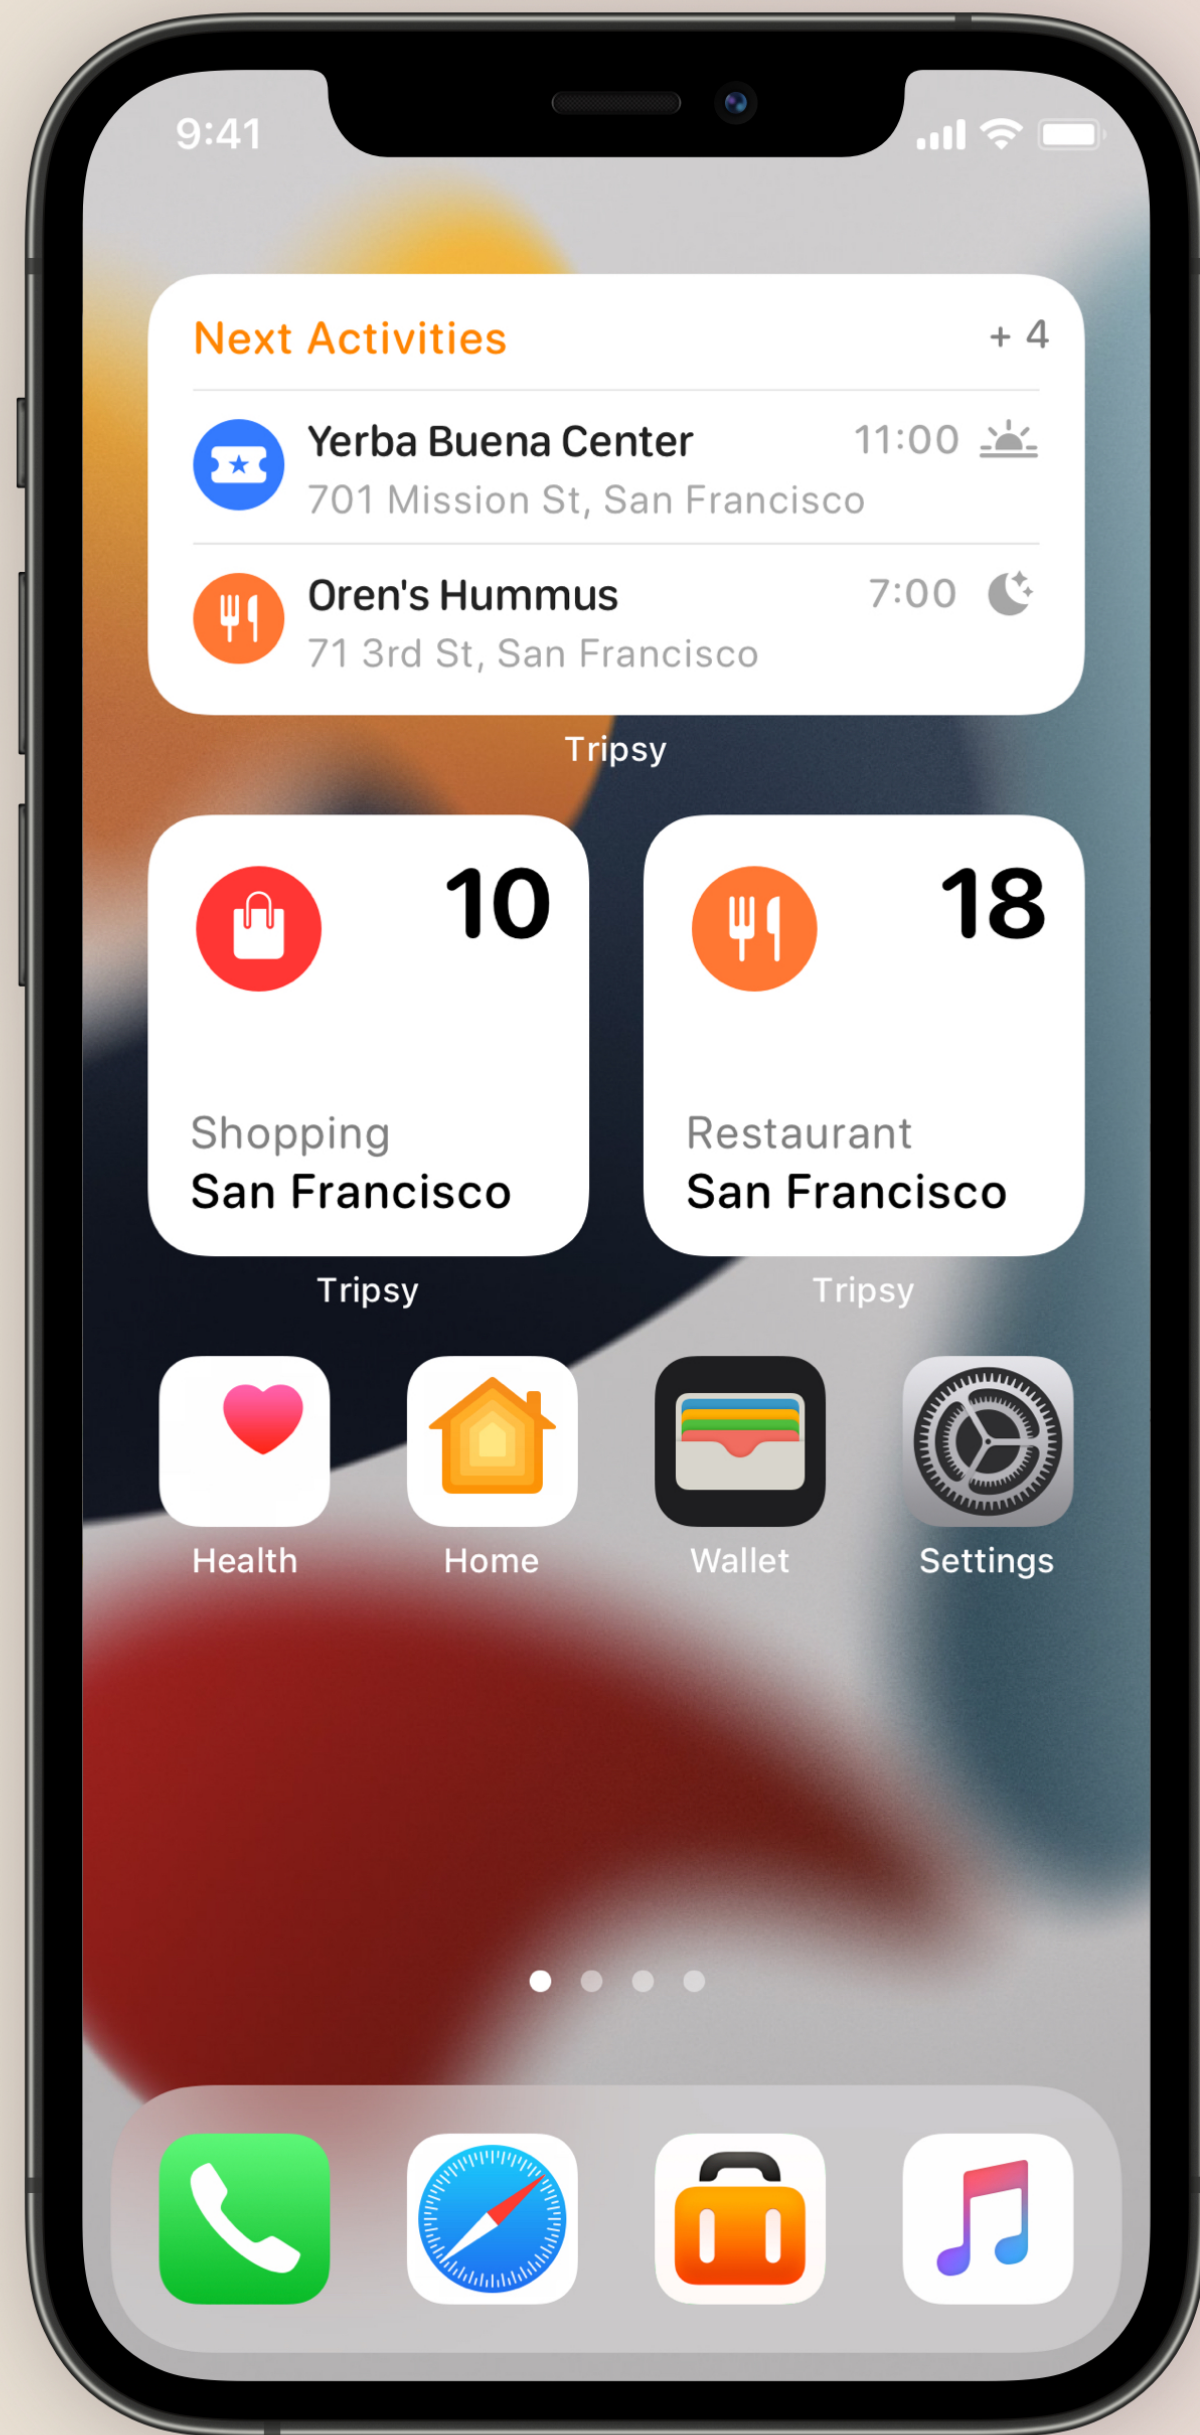 9:41
Next Activities
+ 4
Yerba Buena Center
11:00
701 Mission St, San Francisco
Oren's Hummus
7:00
71 3rd St, San Francisco
Tripsy
10
Shopping
San Francisco
Tripsy
18
Restaurant
San Francisco
Tripsy
Health
Home
Wallet
Settings